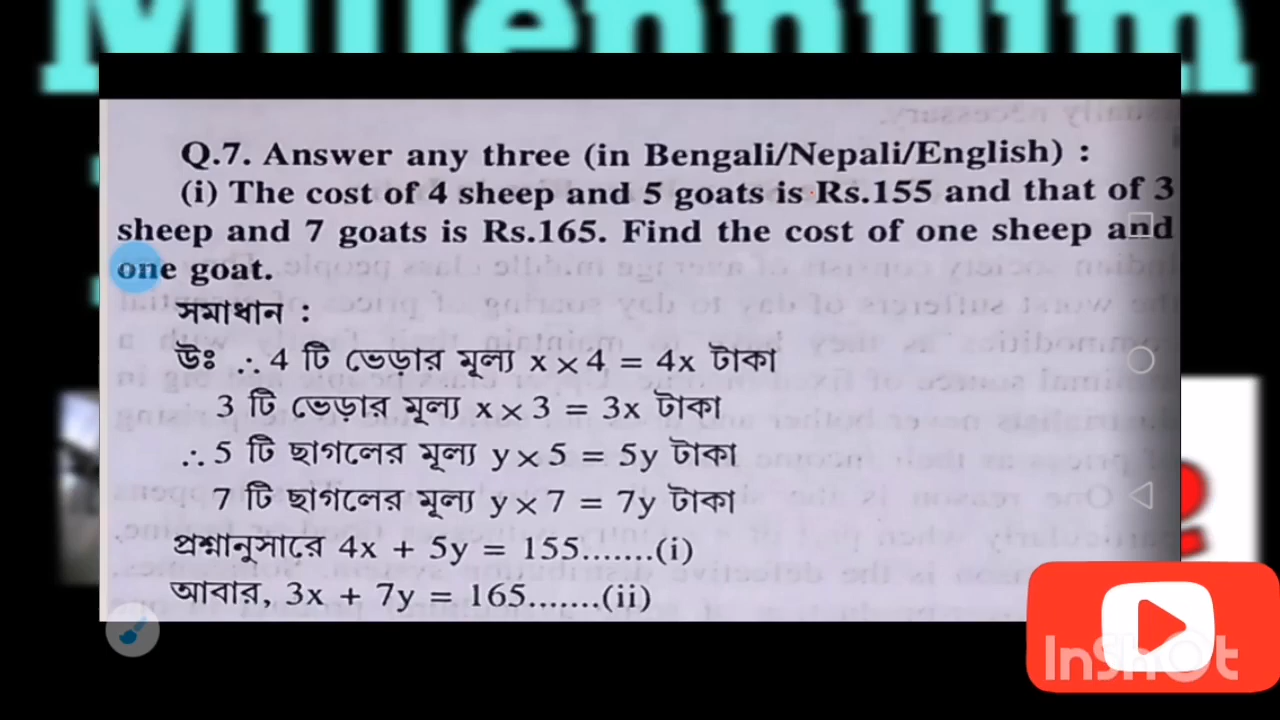 Millennium
Q.7. Answer any three (in Bengali/Nepali/English) :
(i) The cost of 4 sheep and 5 goats is Rs.155 and that of 3
sheep and 7 goats is Rs.165. Find the cost of one sheep and
one goat.
সমাধান :
উঃ ∴ 4 টি ভেড়ার মূল্য x × 4 = 4x টাকা
3 টি ভেড়ার মূল্য x × 3 = 3x টাকা
∴ 5 টি ছাগলের মূল্য y × 5 = 5y টাকা
7 টি ছাগলের মূল্য y × 7 = 7y টাকা
প্রশ্নানুসারে 4x + 5y = 155.......(i)
আবার, 3x + 7y = 165.......(ii)
InShOt